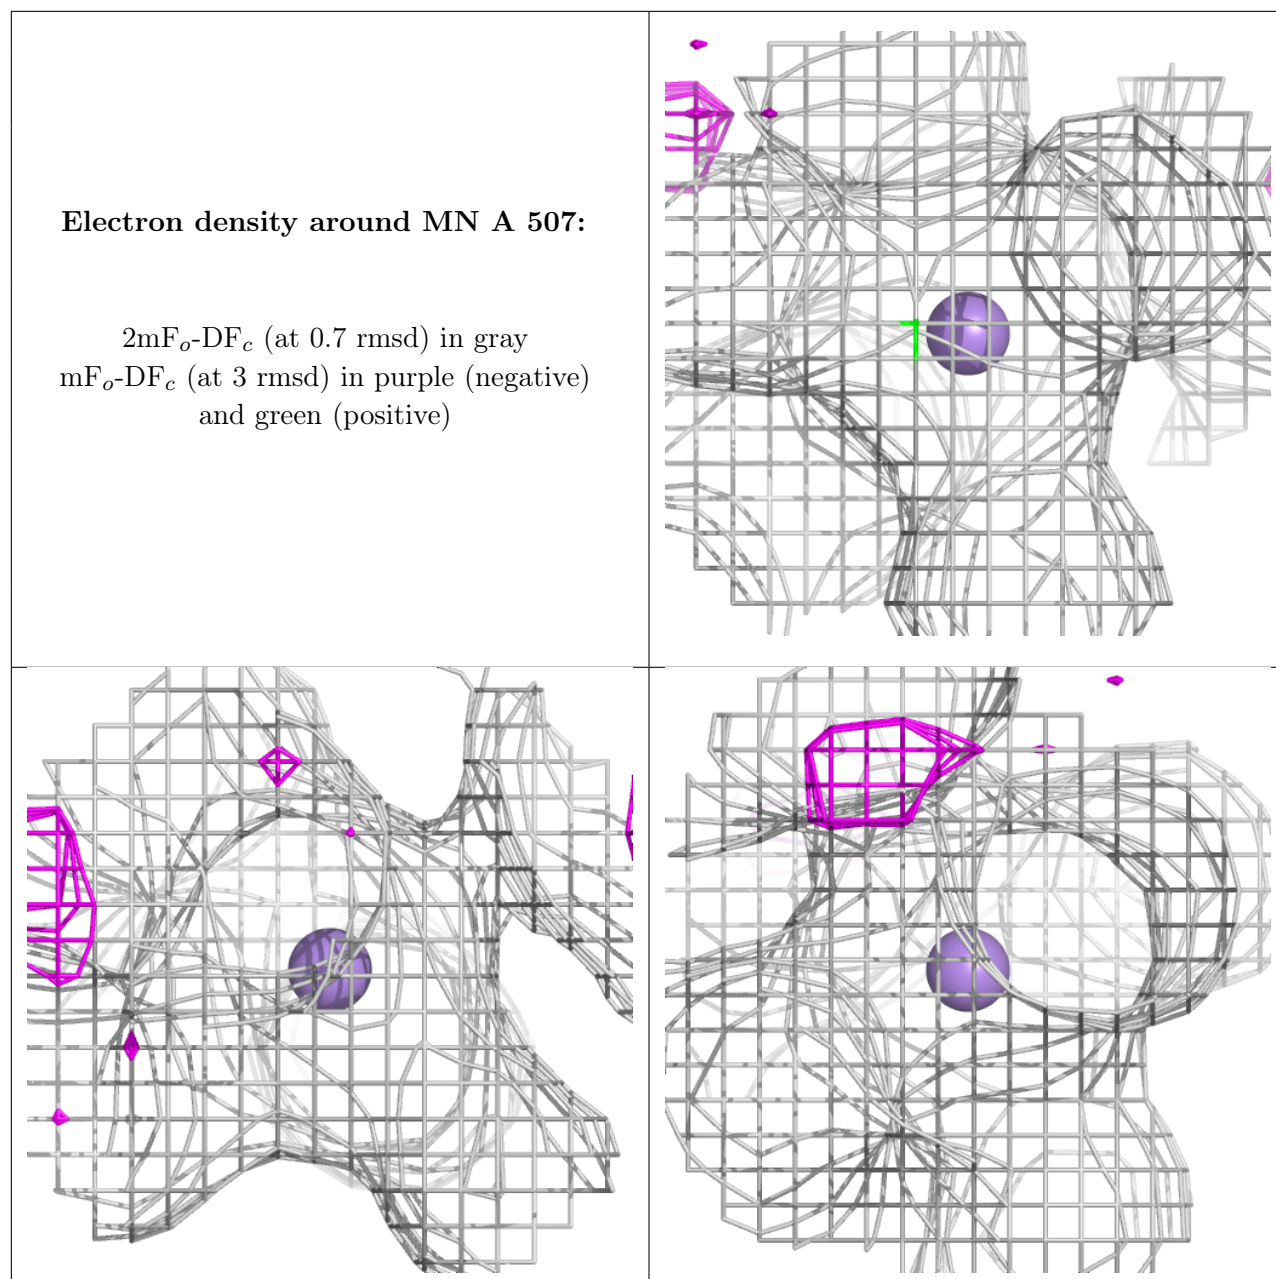 Electron density around MN A 507:
2mFo-DFc (at 0.7 rmsd) in gray
mFo-DFc (at 3 rmsd) in purple (negative)
and green (positive)